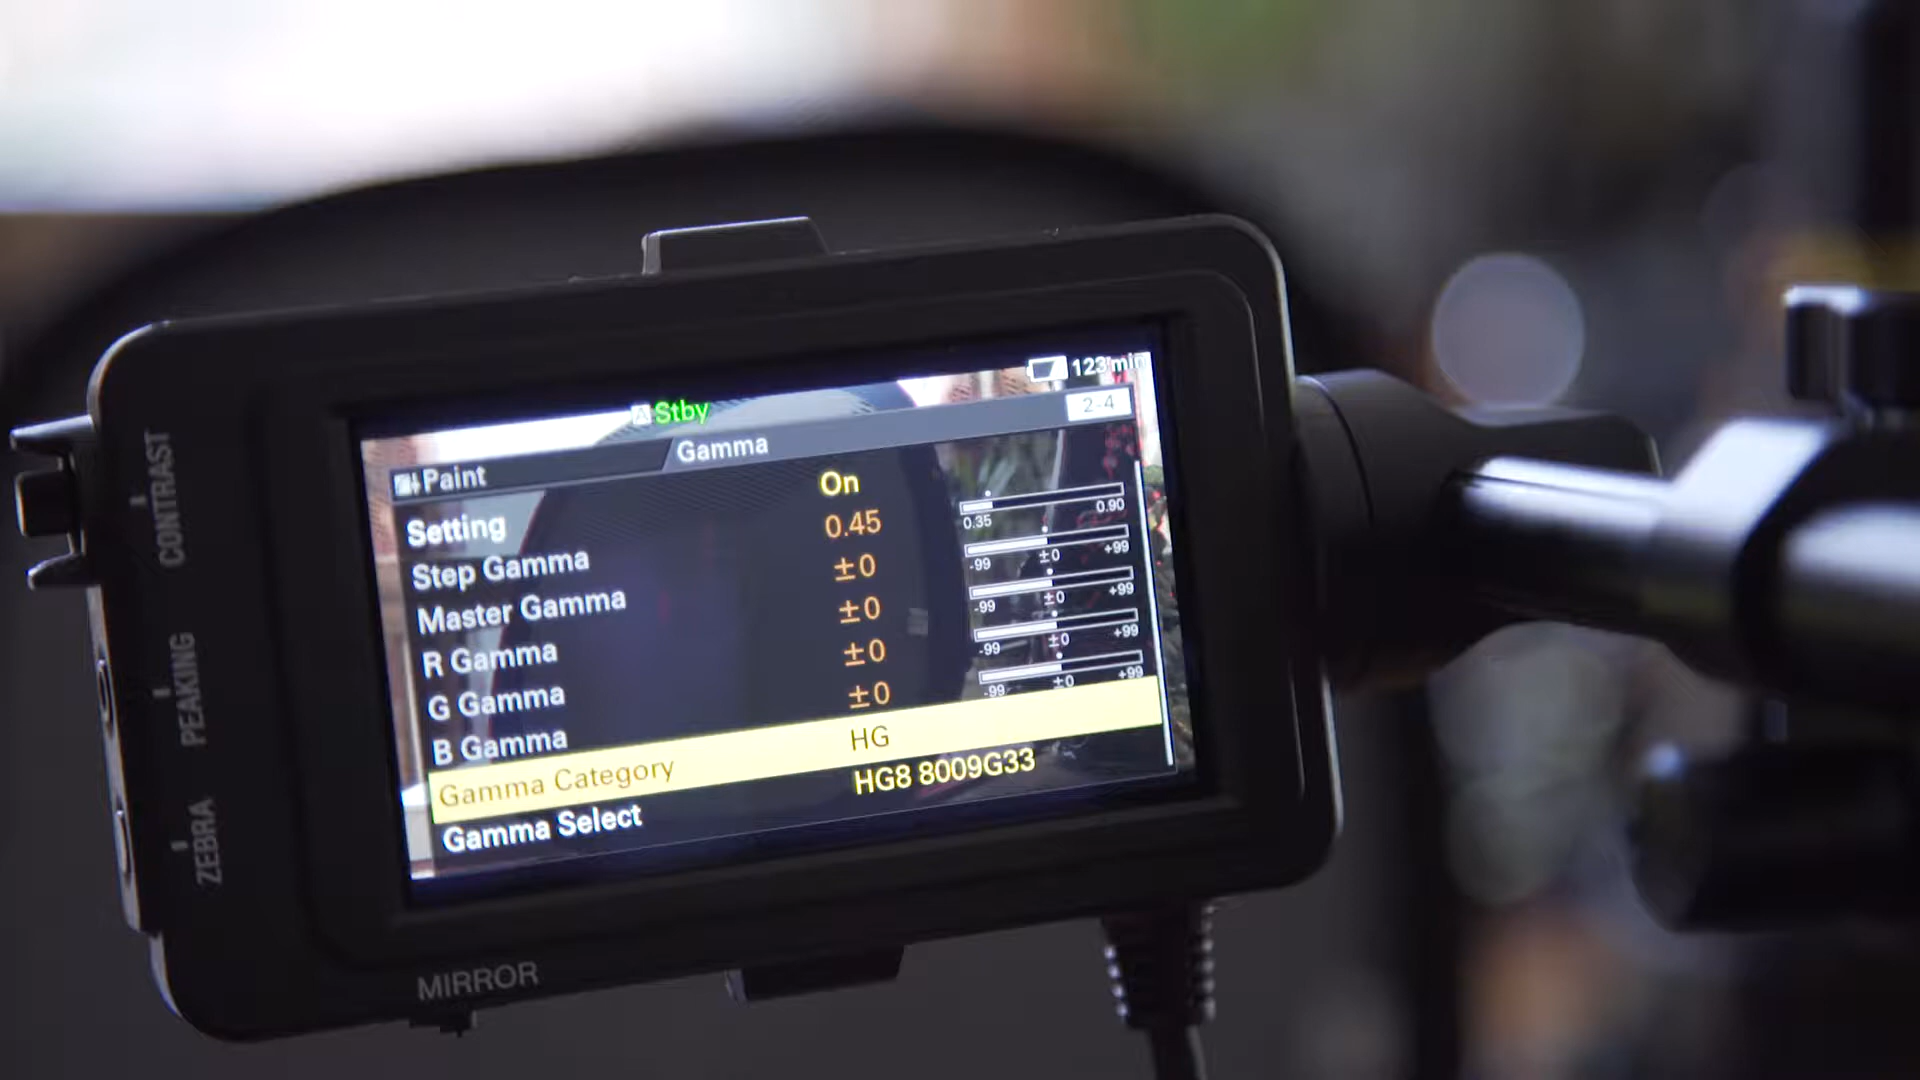 123 min
A Stby
2-4
Paint Gamma
Setting On
Step Gamma 0.45 0.35 0.90
Master Gamma ±0 -99 ±0 +99
R Gamma ±0 -99 ±0 +99
G Gamma ±0 -99 ±0 +99
B Gamma ±0 -99 ±0 +99
Gamma Category HG
Gamma Select HG8 8009G33
CONTRAST
PEAKING
ZEBRA
MIRROR